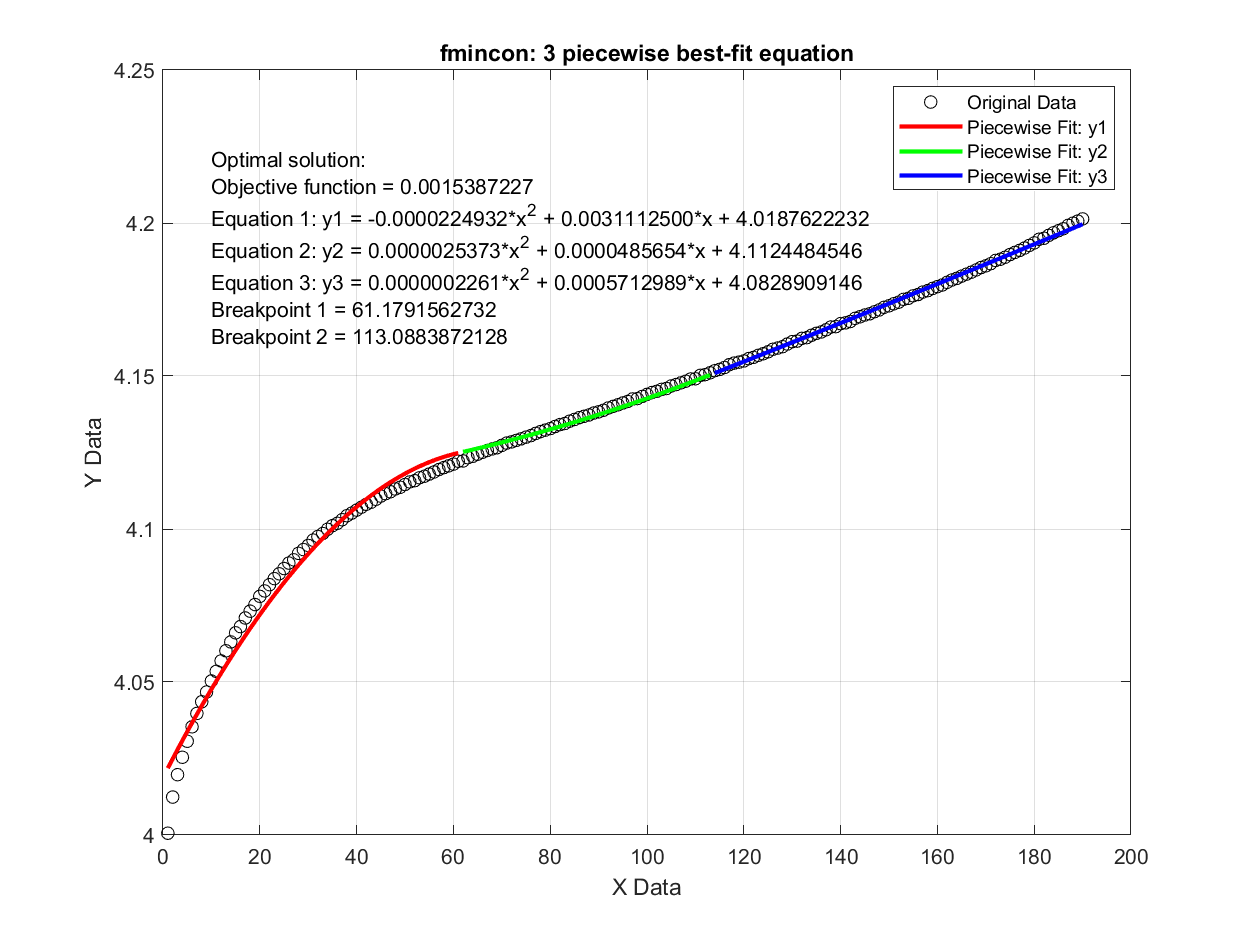 fmincon: 3 piecewise best-fit equation
Original Data
Piecewise Fit: y1
Piecewise Fit: y2
Piecewise Fit: y3
Optimal solution:
Objective function = 0.0015387227
Equation 1: y1 = -0.0000224932*x^2 + 0.0031112500*x + 4.0187622232
Equation 2: y2 = 0.0000025373*x^2 + 0.0000485654*x + 4.1124484546
Equation 3: y3 = 0.0000002261*x^2 + 0.0005712989*x + 4.0828909146
Breakpoint 1 = 61.1791562732
Breakpoint 2 = 113.0883872128
4.25
4.2
4.15
4.1
4.05
4
Y Data
0 20 40 60 80 100 120 140 160 180 200
X Data